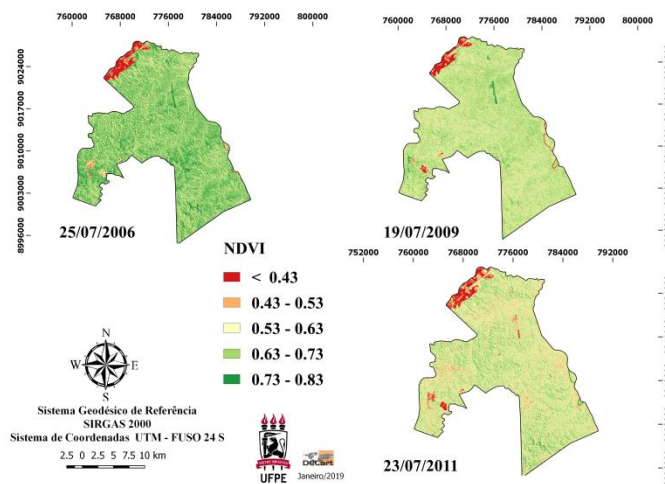 760000 768000 776000 784000 792000 800000
760000 768000 776000 784000 792000 800000
9024000
9017000
9010000
9003000
8996000
25/07/2006
19/07/2009
NDVI
< 0.43
0.43 - 0.53
0.53 - 0.63
0.63 - 0.73
0.73 - 0.83
752000 760000 768000 776000 784000 792000
N
W E
S
Sistema Geodésico de Referência
SIRGAS 2000
Sistema de Coordenadas UTM - FUSO 24 S
2.5 0 2.5 5 7.5 10 km
UFPE
DECart
Janeiro/2019
23/07/2011